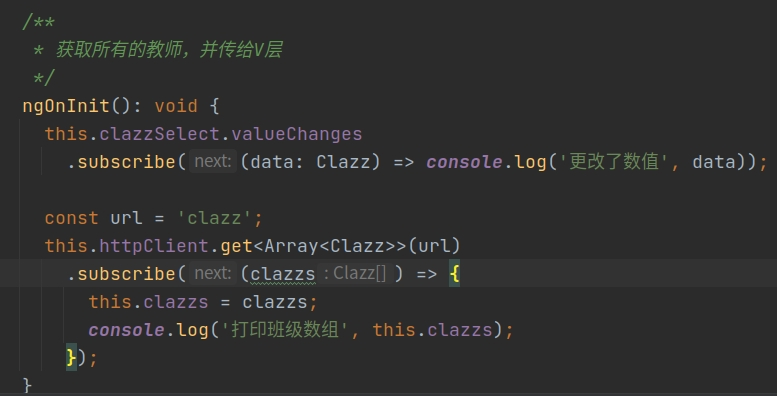 /**
 * 获取所有的教师，并传给V层
 */
ngOnInit(): void {
  this.clazzSelect.valueChanges
    .subscribe( next: (data: Clazz) => console.log('更改了数值', data));

  const url = 'clazz';
  this.httpClient.get<Array<Clazz>>(url)
    .subscribe( next: (clazzs : Clazz[] ) => {
      this.clazzs = clazzs;
      console.log('打印班级数组', this.clazzs);
    });
}